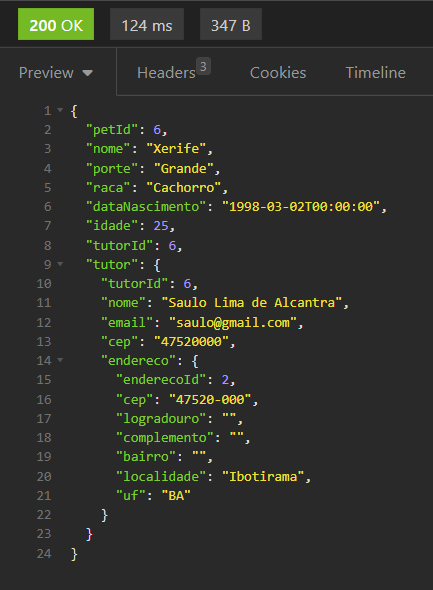 200 OK 124 ms 347 B
Preview Headers 3 Cookies Timeline
1 {
2 "petId": 6,
3 "nome": "Xerife",
4 "porte": "Grande",
5 "raca": "Cachorro",
6 "dataNascimento": "1998-03-02T00:00:00",
7 "idade": 25,
8 "tutorId": 6,
9 "tutor": {
10 "tutorId": 6,
11 "nome": "Saulo Lima de Alcantra",
12 "email": "saulo@gmail.com",
13 "cep": "47520000",
14 "endereco": {
15 "enderecoId": 2,
16 "cep": "47520-000",
17 "logradouro": "",
18 "complemento": "",
19 "bairro": "",
20 "localidade": "Ibotirama",
21 "uf": "BA"
22 }
23 }
24 }